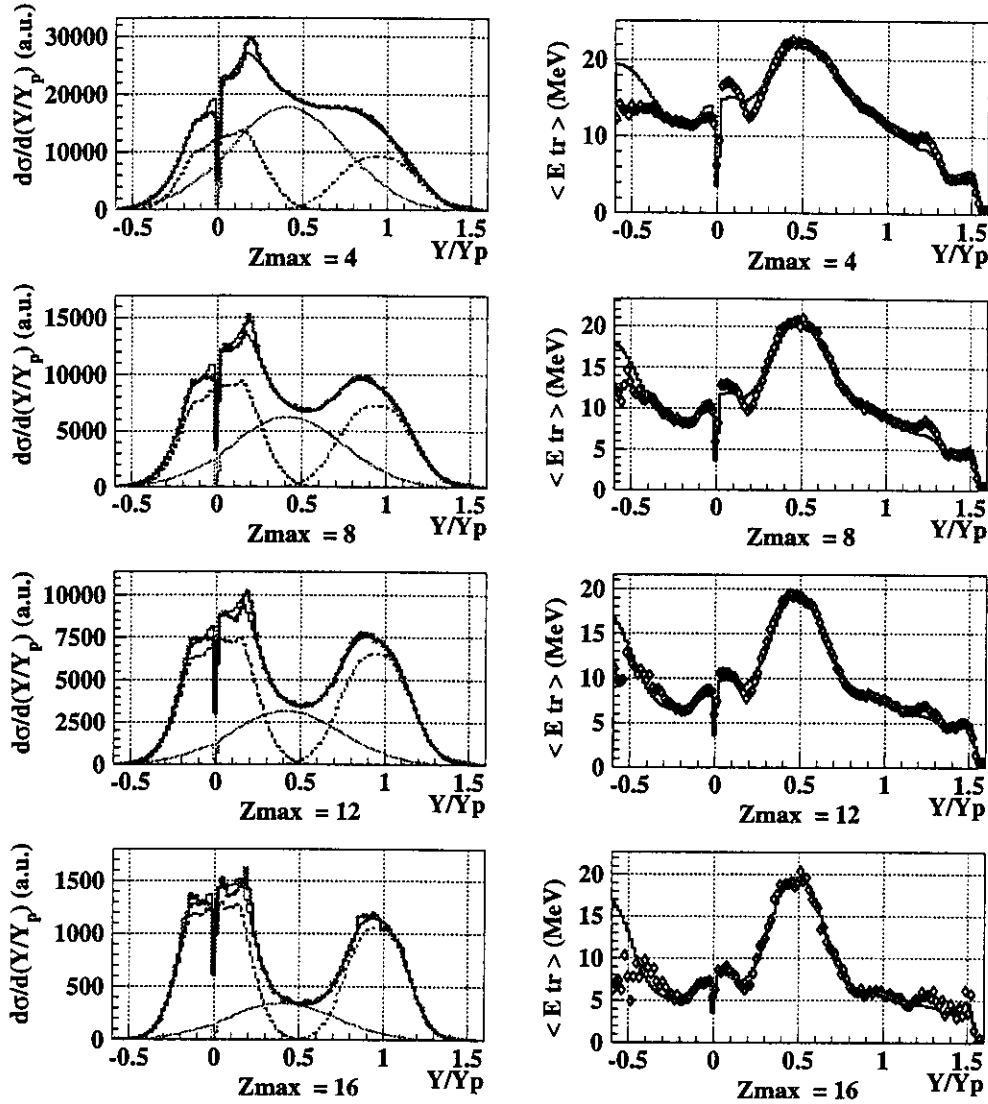 dσ/d(Y/Yp) (a.u.)
30000
20000
10000
0
-0.5 0 0.5 1 1.5
Y/Yp
Zmax = 4
< E tr > (MeV)
20
10
0
-0.5 0 0.5 1 1.5
Y/Yp
Zmax = 4
dσ/d(Y/Yp) (a.u.)
15000
10000
5000
0
-0.5 0 0.5 1 1.5
Y/Yp
Zmax = 8
< E tr > (MeV)
20
15
10
5
0
-0.5 0 0.5 1 1.5
Y/Yp
Zmax = 8
dσ/d(Y/Yp) (a.u.)
10000
7500
5000
2500
0
-0.5 0 0.5 1 1.5
Y/Yp
Zmax = 12
< E tr > (MeV)
20
15
10
5
0
-0.5 0 0.5 1 1.5
Y/Yp
Zmax = 12
dσ/d(Y/Yp) (a.u.)
1500
1000
500
0
-0.5 0 0.5 1 1.5
Y/Yp
Zmax = 16
< E tr > (MeV)
20
15
10
5
0
-0.5 0 0.5 1 1.5
Y/Yp
Zmax = 16